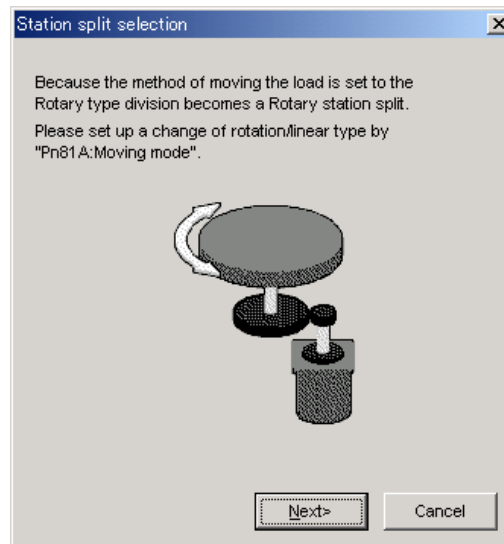 Station split selection
Because the method of moving the load is set to the
Rotary type division becomes a Rotary station split.
Please set up a change of rotation/linear type by
"Pn81A:Moving mode".
Next>
Cancel